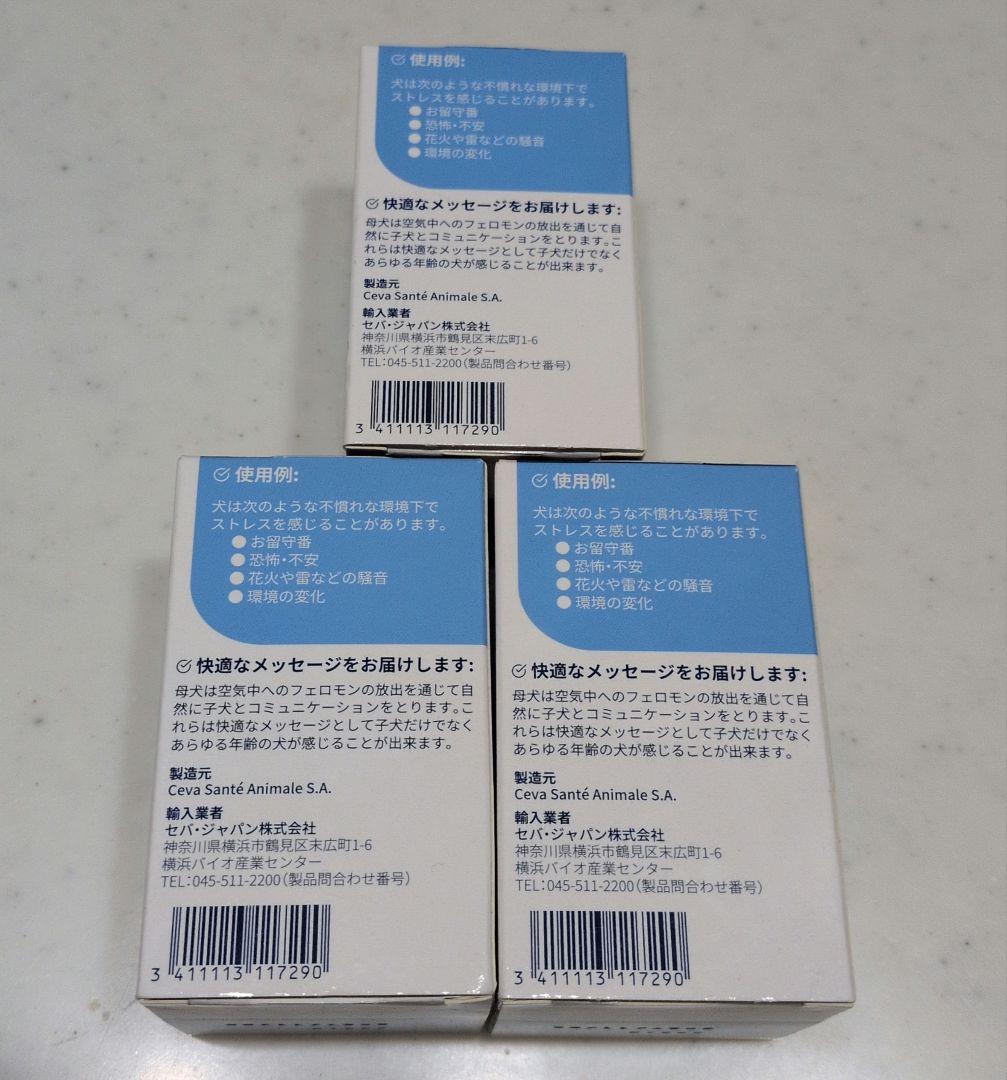 使用例:
犬は次のような不慣れな環境下で
ストレスを感じることがあります。
●お留守番
●恐怖・不安
●花火や雷などの騒音
●環境の変化
快適なメッセージをお届けします:
母犬は空気中へのフェロモンの放出を通じて自
然に子犬とコミュニケーションをとります。こ
れらは快適なメッセージとして子犬だけでなく
あらゆる年齢の犬が感じることが出来ます。
製造元
Ceva Santé Animale S.A.
輸入業者
セバ・ジャパン株式会社
神奈川県横浜市鶴見区末広町1-6
横浜バイオ産業センター
TEL:045-511-2200(製品問合わせ番号)
3 411113 117290
使用例:
犬は次のような不慣れな環境下で
ストレスを感じることがあります。
●お留守番
●恐怖・不安
●花火や雷などの騒音
●環境の変化
快適なメッセージをお届けします:
母犬は空気中へのフェロモンの放出を通じて自
然に子犬とコミュニケーションをとります。こ
れらは快適なメッセージとして子犬だけでなく
あらゆる年齢の犬が感じることが出来ます。
製造元
Ceva Santé Animale S.A.
輸入業者
セバ・ジャパン株式会社
神奈川県横浜市鶴見区末広町1-6
横浜バイオ産業センター
TEL:045-511-2200(製品問合わせ番号)
3 411113 117290
使用例:
犬は次のような不慣れな環境下で
ストレスを感じることがあります。
●お留守番
●恐怖・不安
●花火や雷などの騒音
●環境の変化
快適なメッセージをお届けします:
母犬は空気中へのフェロモンの放出を通じて自
然に子犬とコミュニケーションをとります。こ
れらは快適なメッセージとして子犬だけでなく
あらゆる年齢の犬が感じることが出来ます。
製造元
Ceva Santé Animale S.A.
輸入業者
セバ・ジャパン株式会社
神奈川県横浜市鶴見区末広町1-6
横浜バイオ産業センター
TEL:045-511-2200(製品問合わせ番号)
3 411113 117290